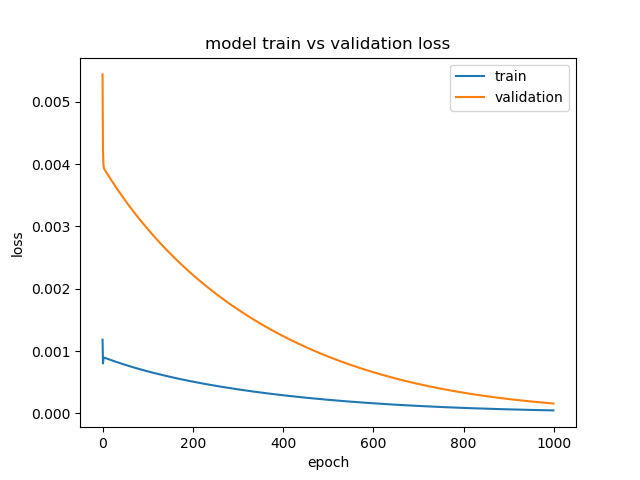 model train vs validation loss
train
validation
0.005
0.004
0.003
0.002
0.001
0.000
loss
0 200 400 600 800 1000
epoch